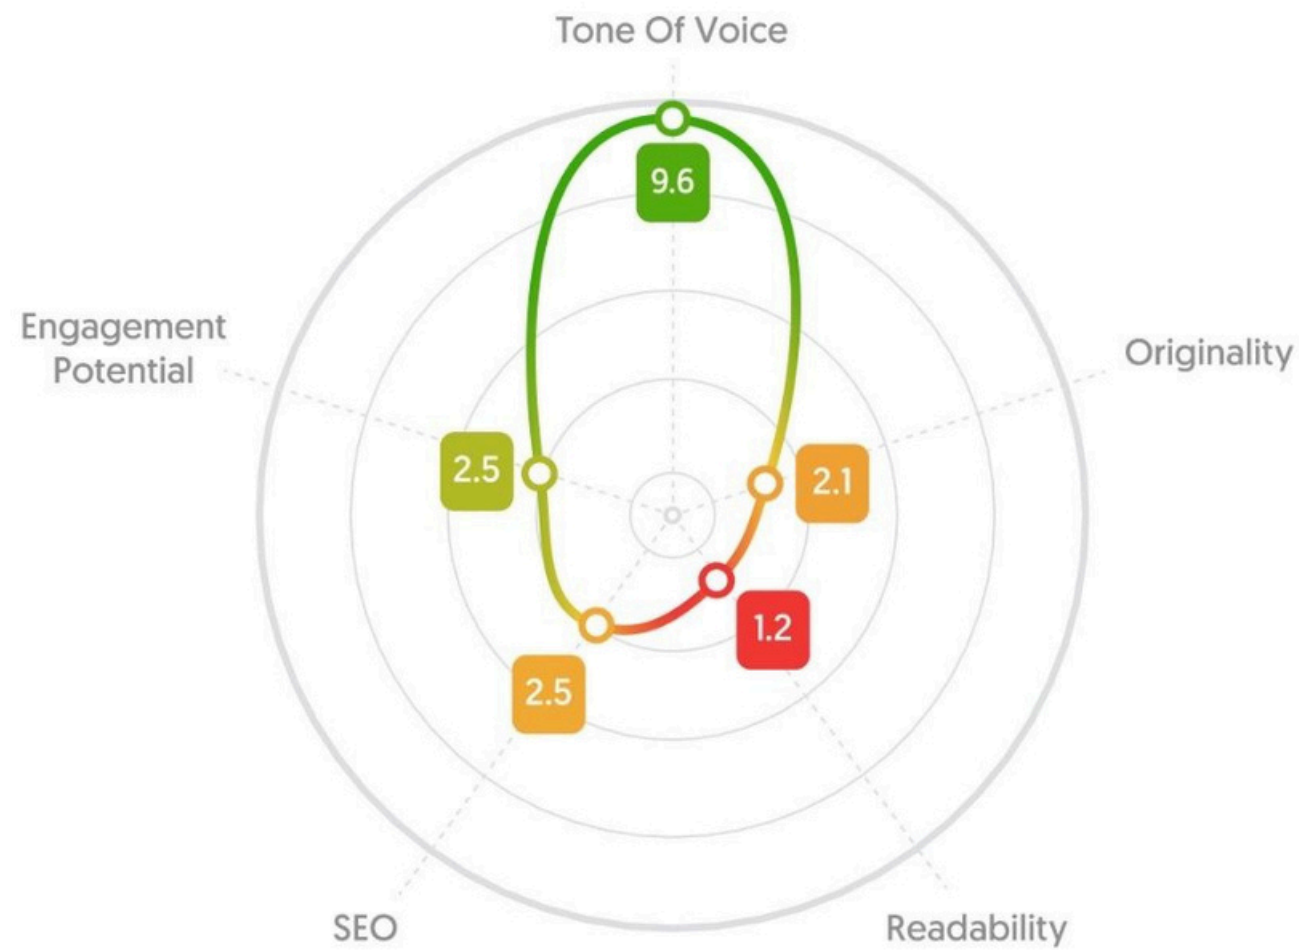 Tone Of Voice
9.6
Engagement
Potential
Originality
2.5
2.1
1.2
2.5
SEO
Readability